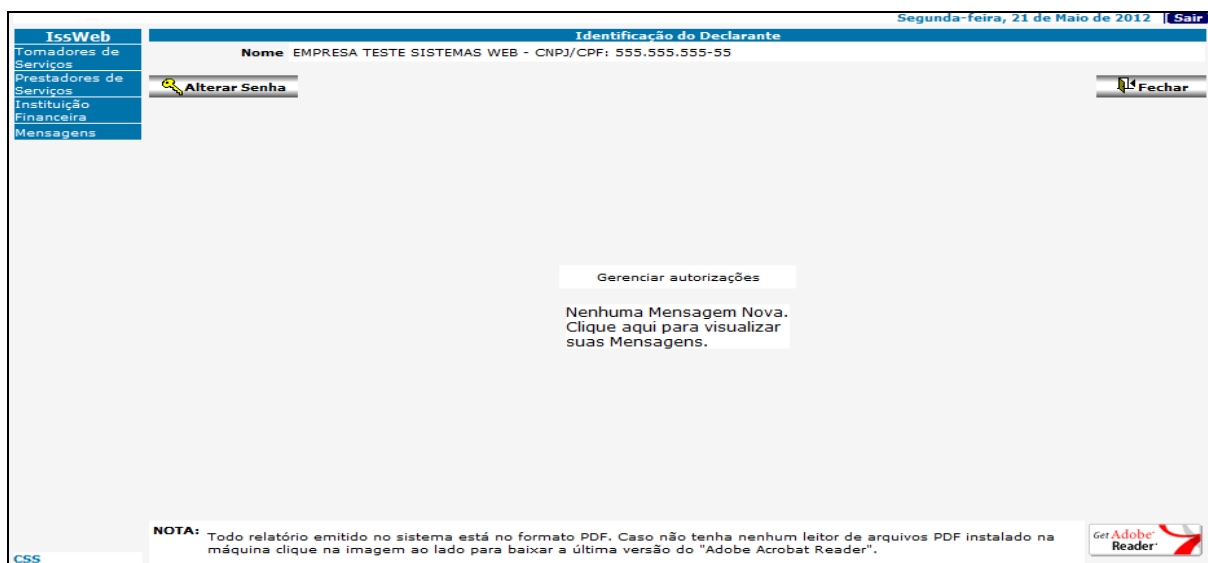 Segunda-feira, 21 de Maio de 2012 [Sair
IssWeb
Tomadores de
Serviços
Prestadores de
Serviços
Instituição
Financeira
Mensagens
Identificação do Declarante
Nome EMPRESA TESTE SISTEMAS WEB - CNPJ/CPF: 555.555.555-55
Alterar Senha
Fechar
Gerenciar autorizações
Nenhuma Mensagem Nova.
Clique aqui para visualizar
suas Mensagens.
NOTA: Todo relatório emitido no sistema está no formato PDF. Caso não tenha nenhum leitor de arquivos PDF instalado na
máquina clique na imagem ao lado para baixar a última versão do "Adobe Acrobat Reader".
Get Adobe
Reader
CSS